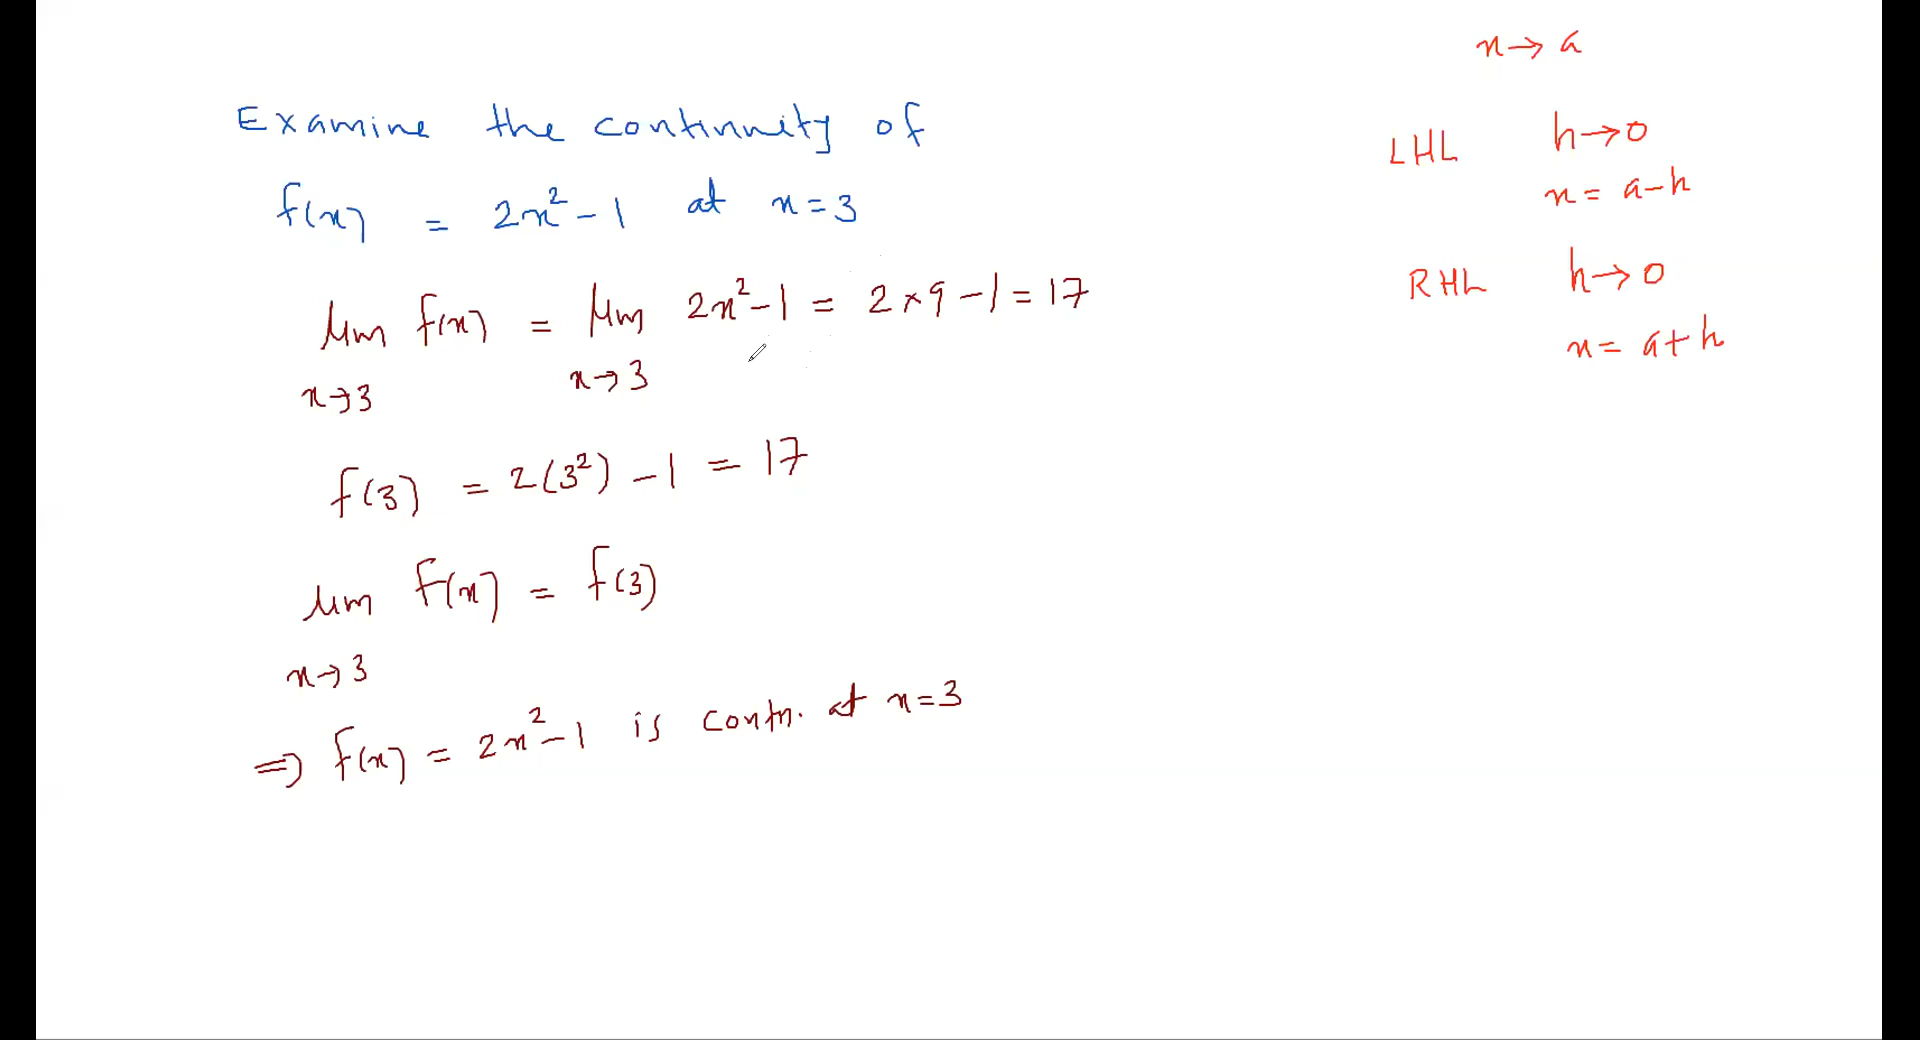 Examine the continuity of
f(x) = 2x² - 1 at x = 3
lim f(x) = lim 2x² - 1 = 2 × 9 - 1 = 17
x→3 x→3
f(3) = 2(3²) - 1 = 17
lim f(x) = f(3)
x→3
⇒ f(x) = 2x² - 1 is contn. at x = 3
x → a
LHL h → 0
x = a - h
RHL h → 0
x = a + h